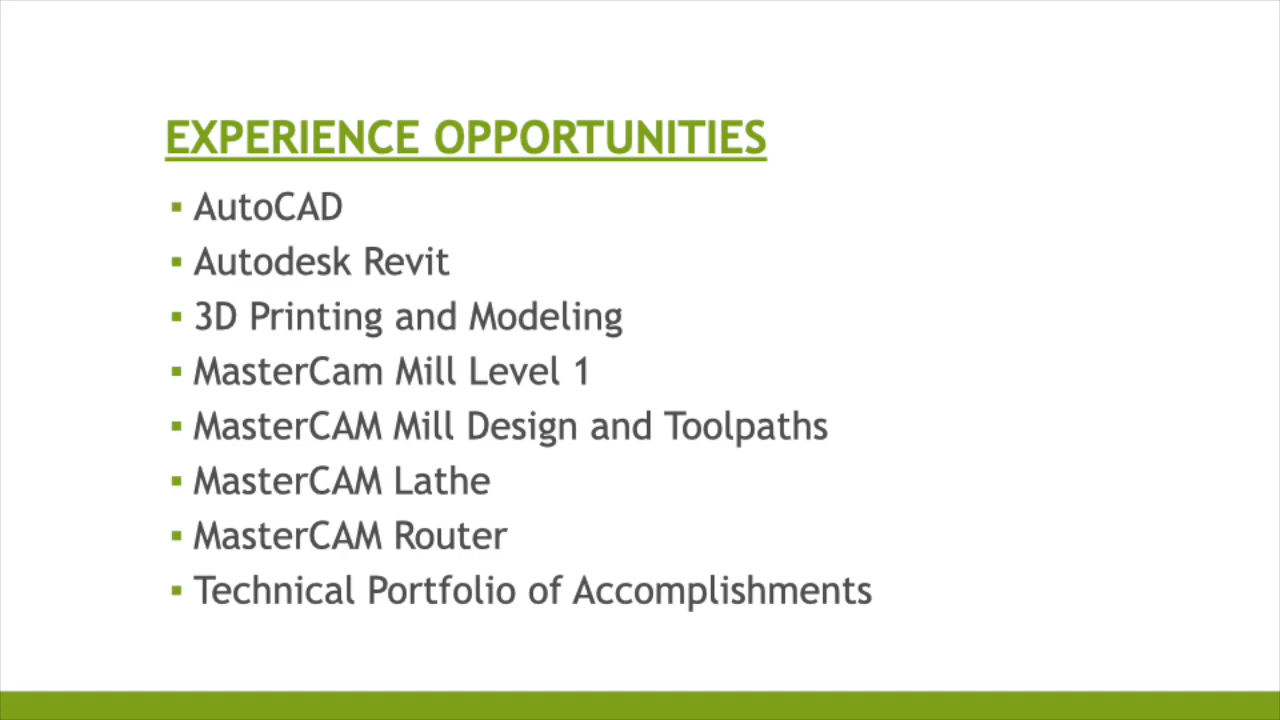 EXPERIENCE OPPORTUNITIES
▪ AutoCAD
▪ Autodesk Revit
▪ 3D Printing and Modeling
▪ MasterCam Mill Level 1
▪ MasterCAM Mill Design and Toolpaths
▪ MasterCAM Lathe
▪ MasterCAM Router
▪ Technical Portfolio of Accomplishments